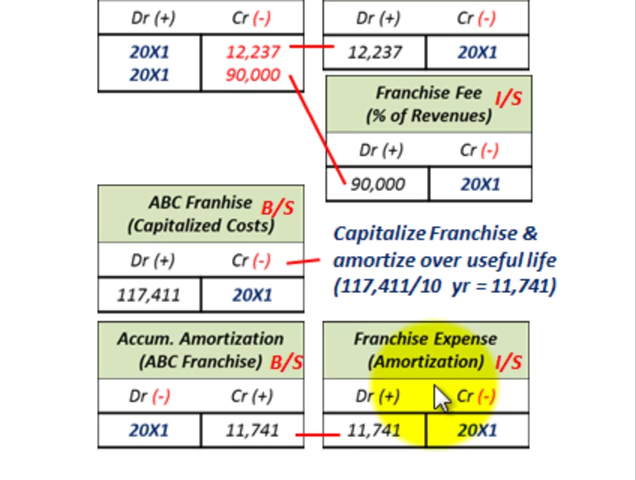 Dr (+) Cr (-)
20X1 12,237
20X1 90,000
Dr (+) Cr (-)
12,237 20X1
Franchise Fee I/S
(% of Revenues)
Dr (+) Cr (-)
90,000 20X1
ABC Franhise B/S
(Capitalized Costs)
Dr (+) Cr (-)
117,411 20X1
Capitalize Franchise &
amortize over useful life
(117,411/10 yr = 11,741)
Accum. Amortization
(ABC Franchise) B/S
Dr (-) Cr (+)
20X1 11,741
Franchise Expense
(Amortization) I/S
Dr (+) Cr (-)
11,741 20X1